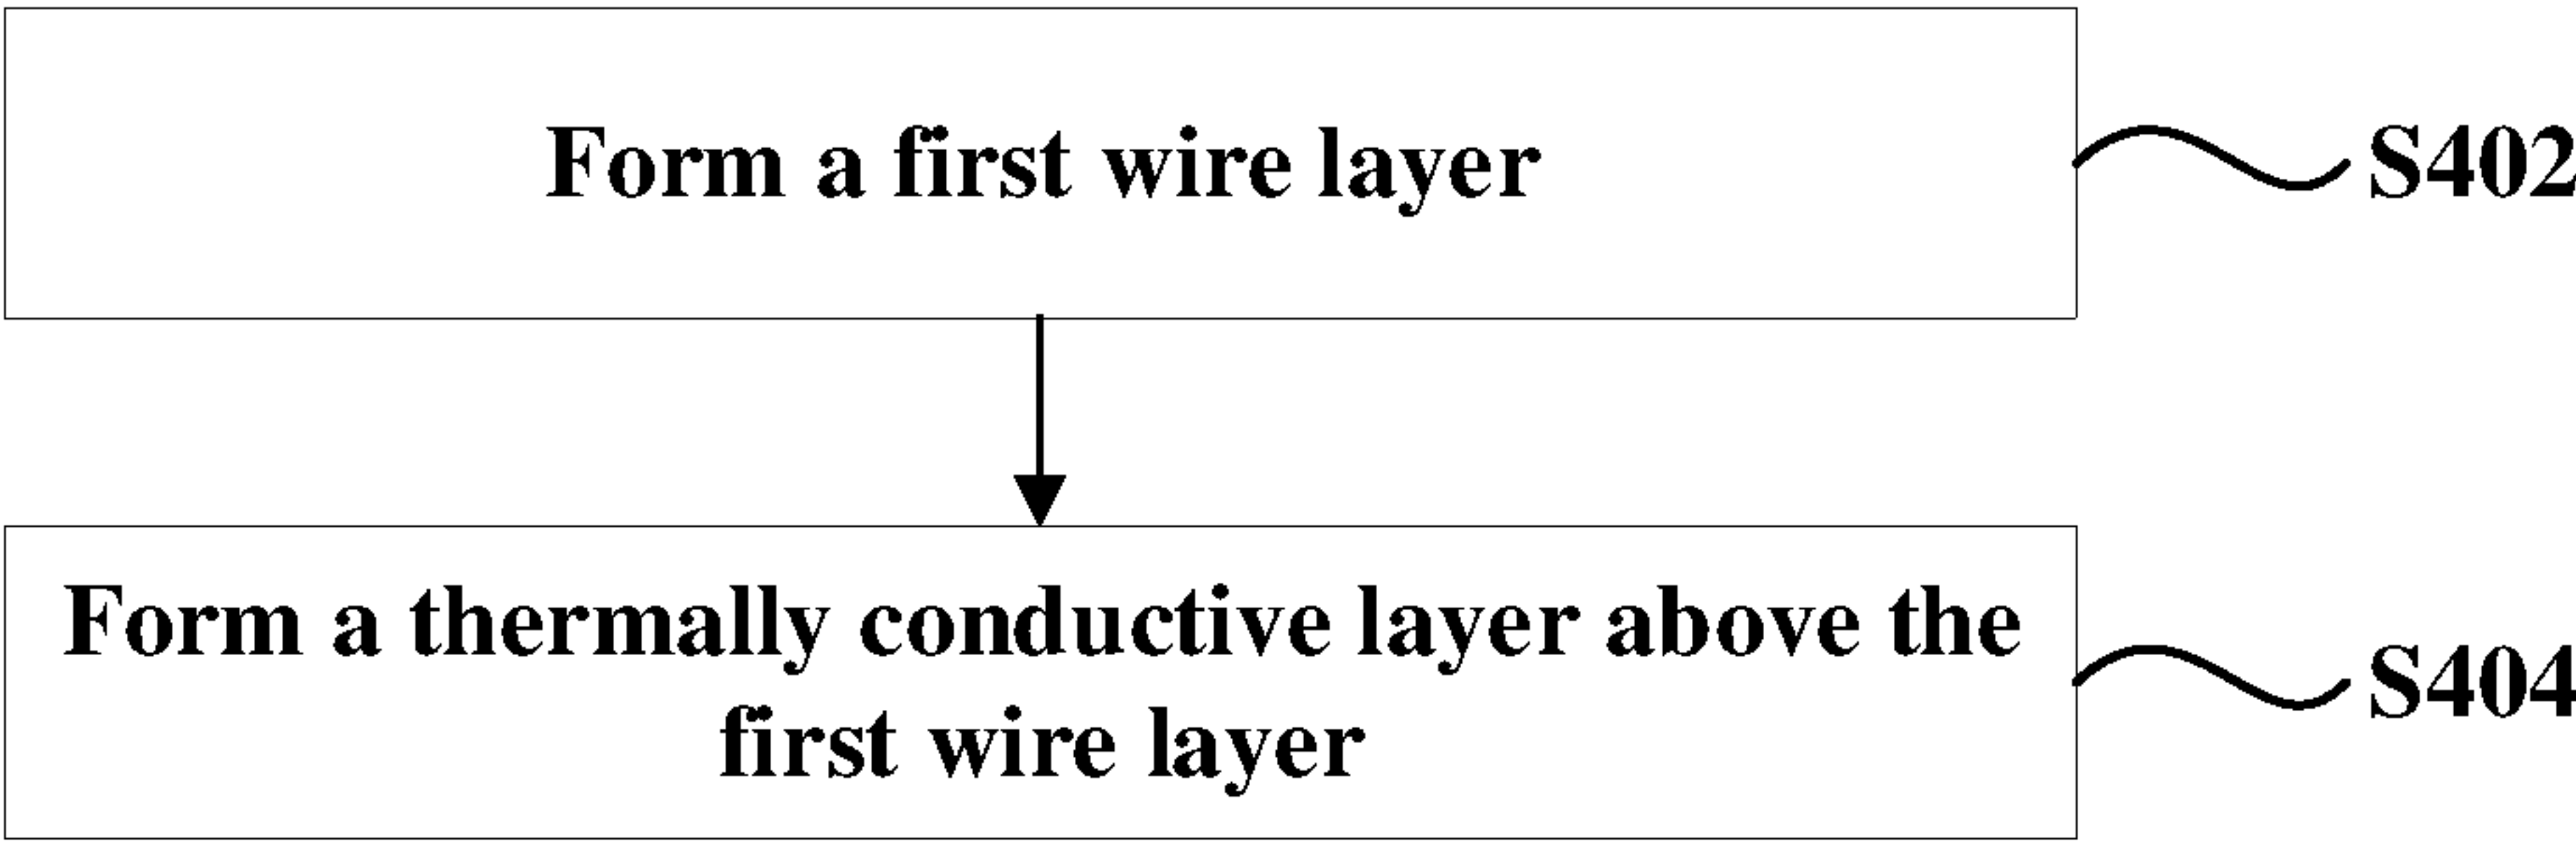 Form a first wire layer
S402
Form a thermally conductive layer above the
first wire layer
S404